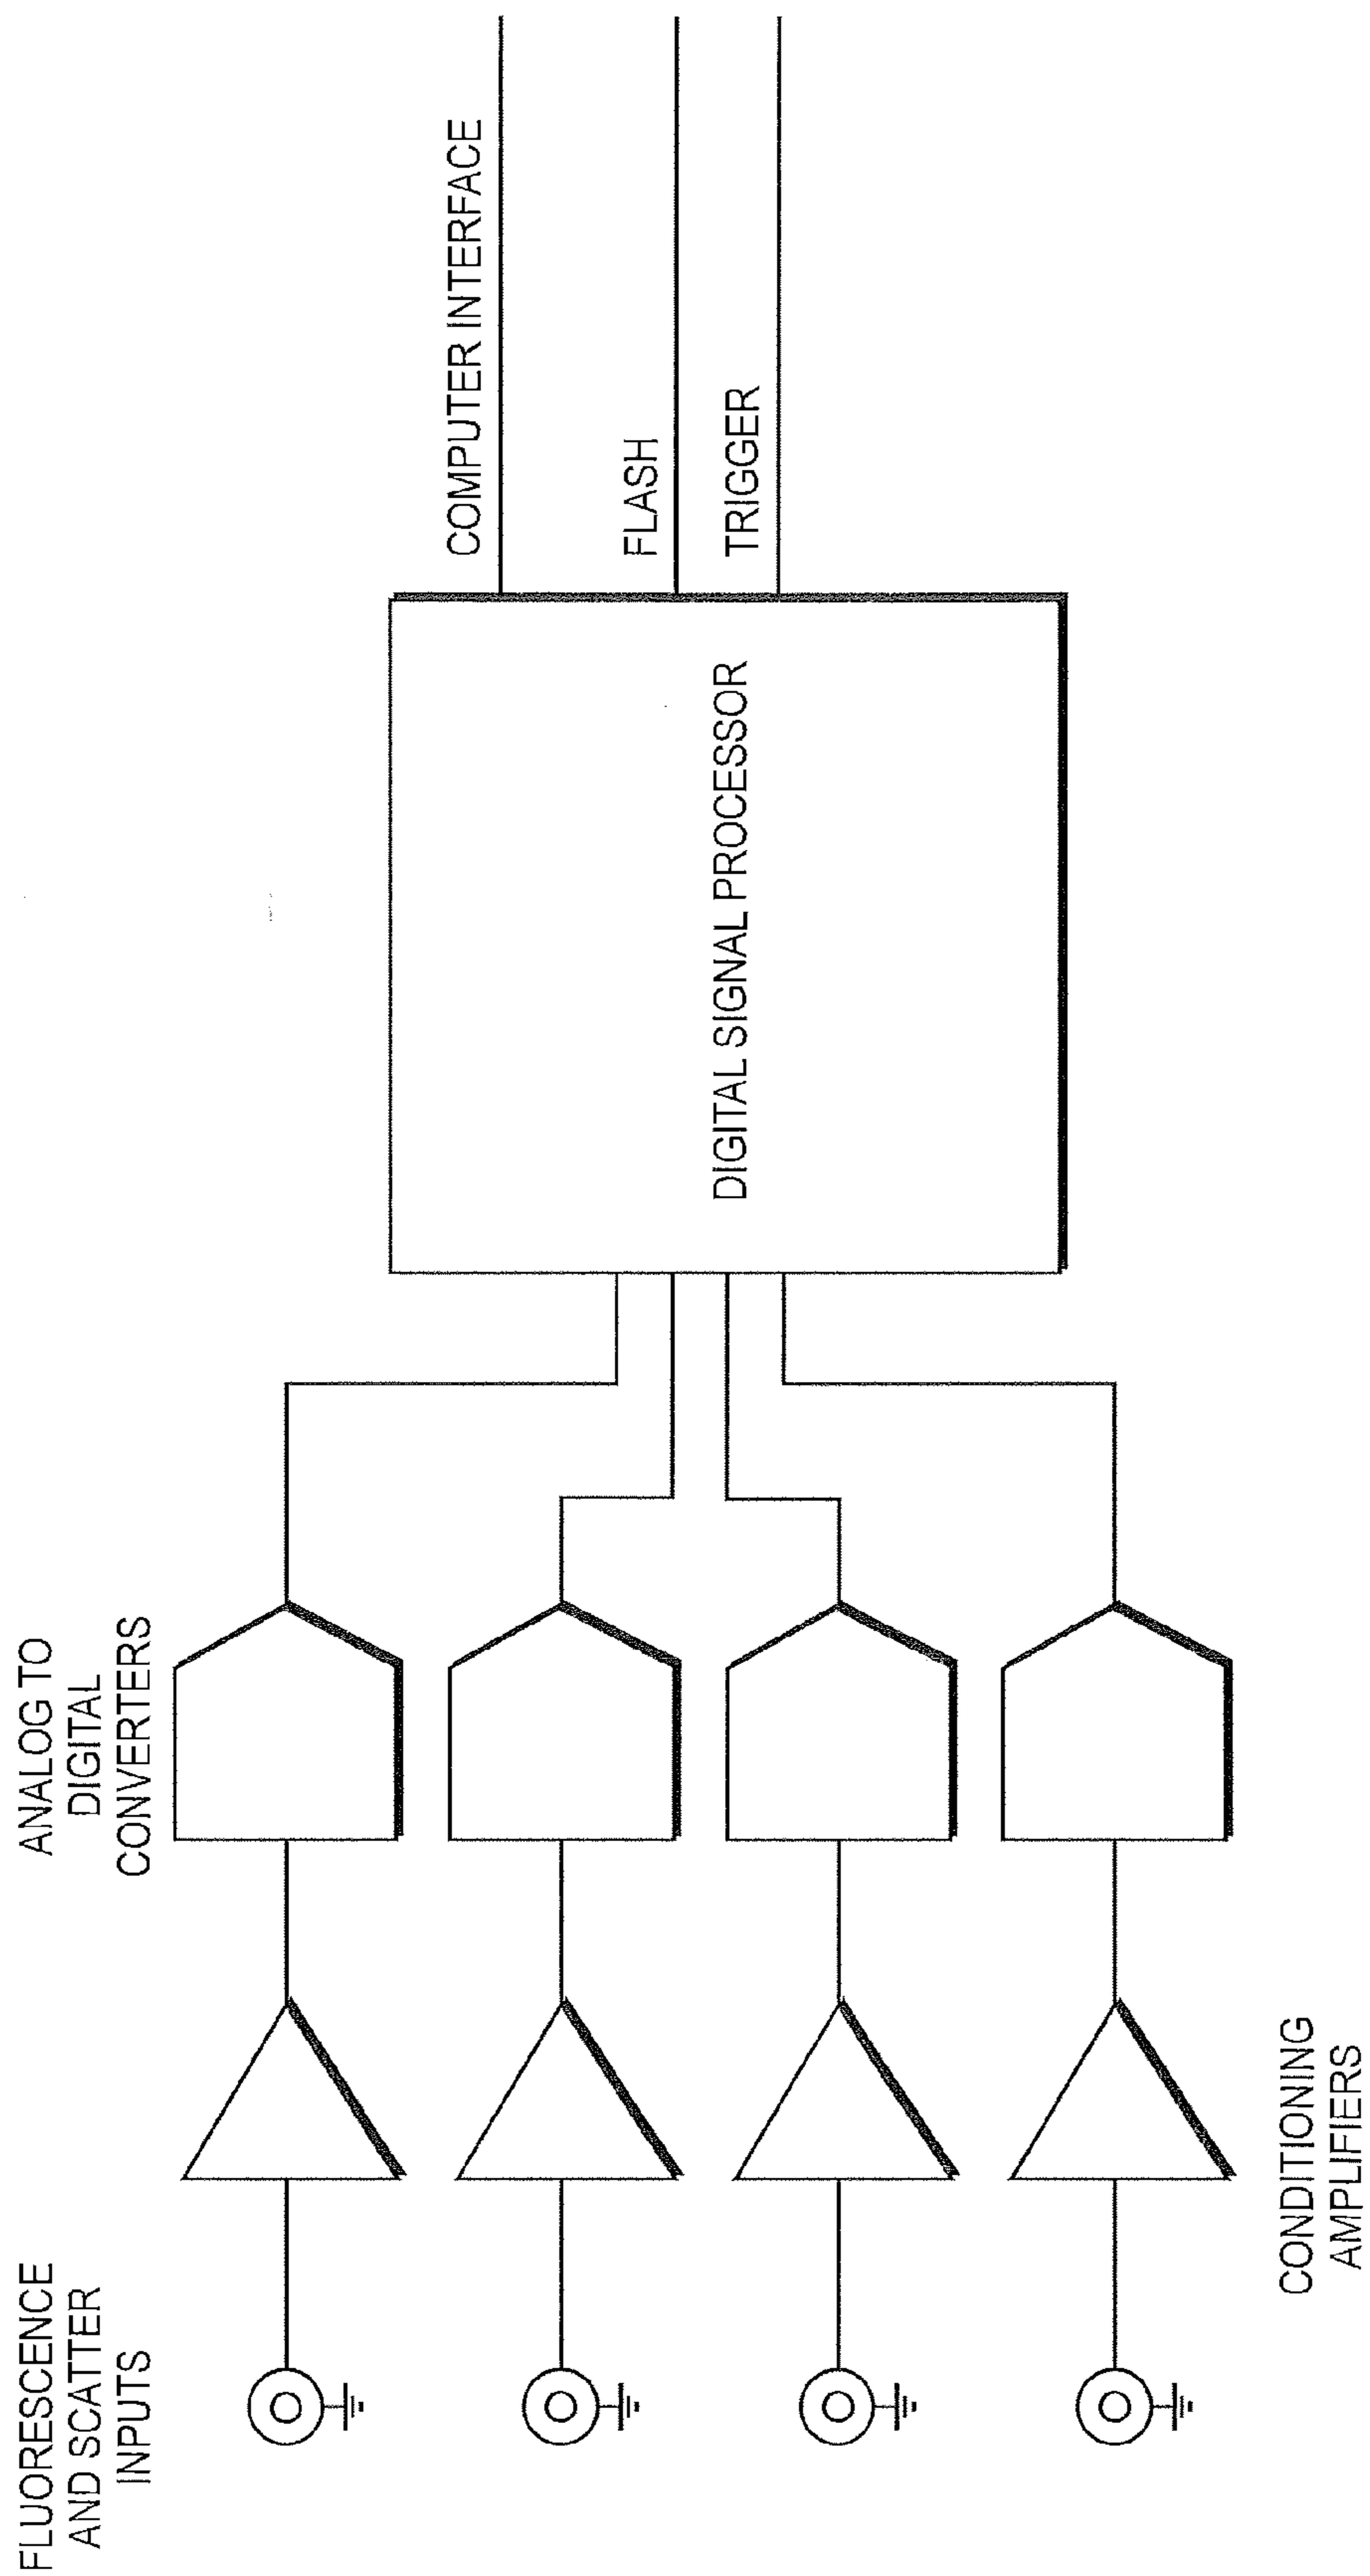 FLUORESCENCE
AND SCATTER
INPUTS
ANALOG TO
DIGITAL
CONVERTERS
CONDITIONING
AMPLIFIERS
DIGITAL SIGNAL PROCESSOR
COMPUTER INTERFACE
FLASH
TRIGGER